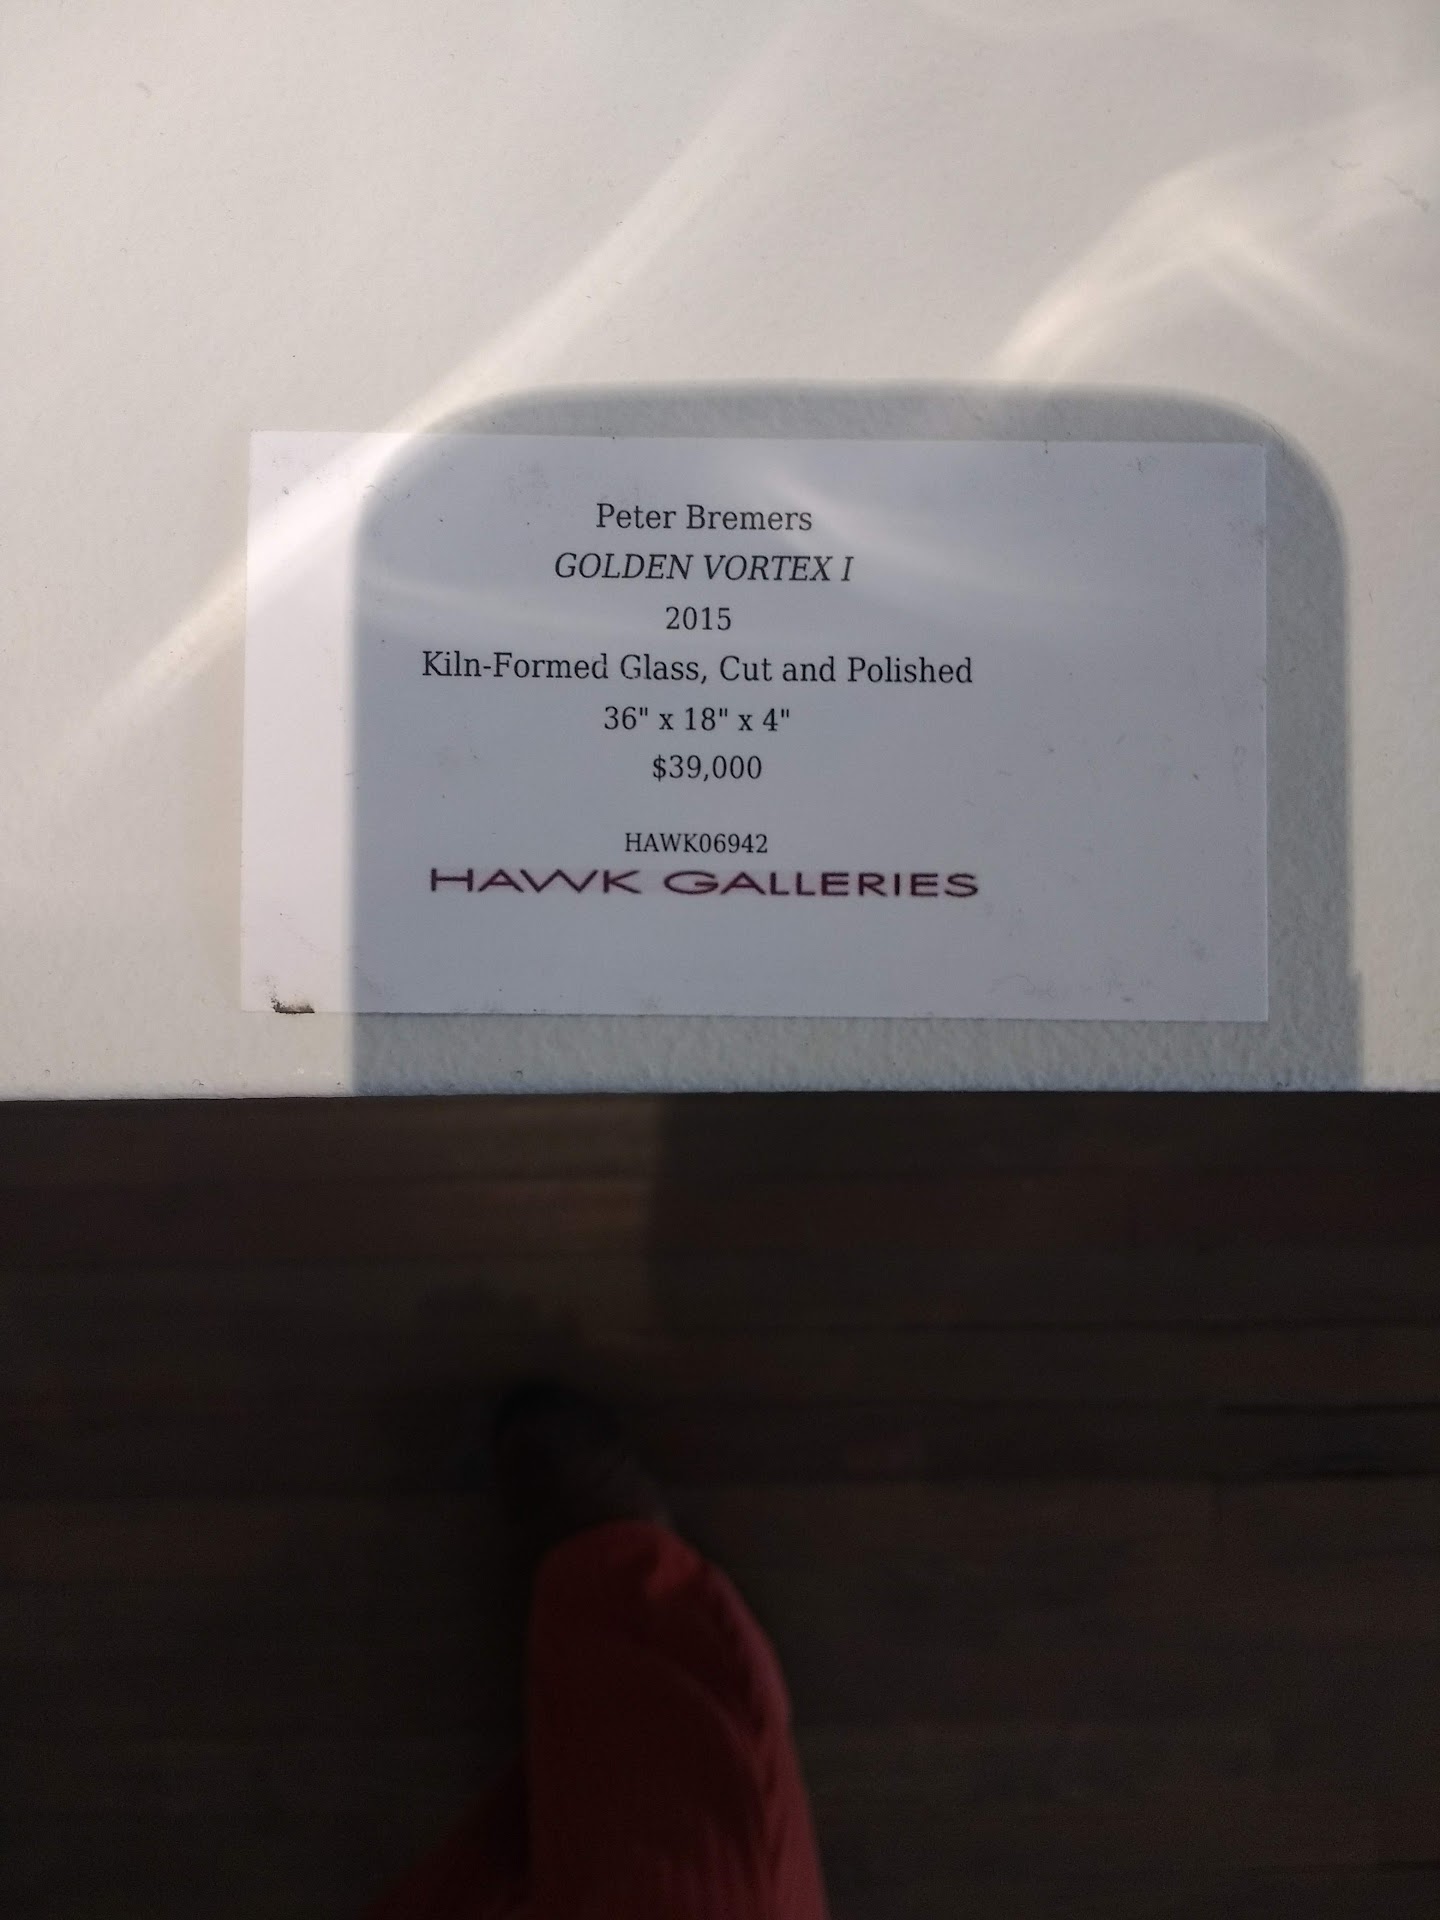 Peter Bremers
GOLDEN VORTEX I
2015
Kiln-Formed Glass, Cut and Polished
36" x 18" x 4"
$39,000
HAWK06942
HAWK GALLERIES